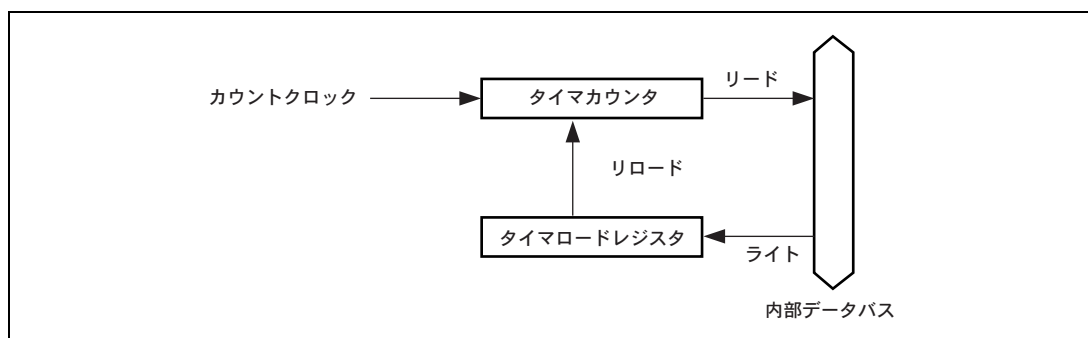 リード
カウントクロック
タイマカウンタ
リロード
タイマロードレジスタ
ライト
内部データバス